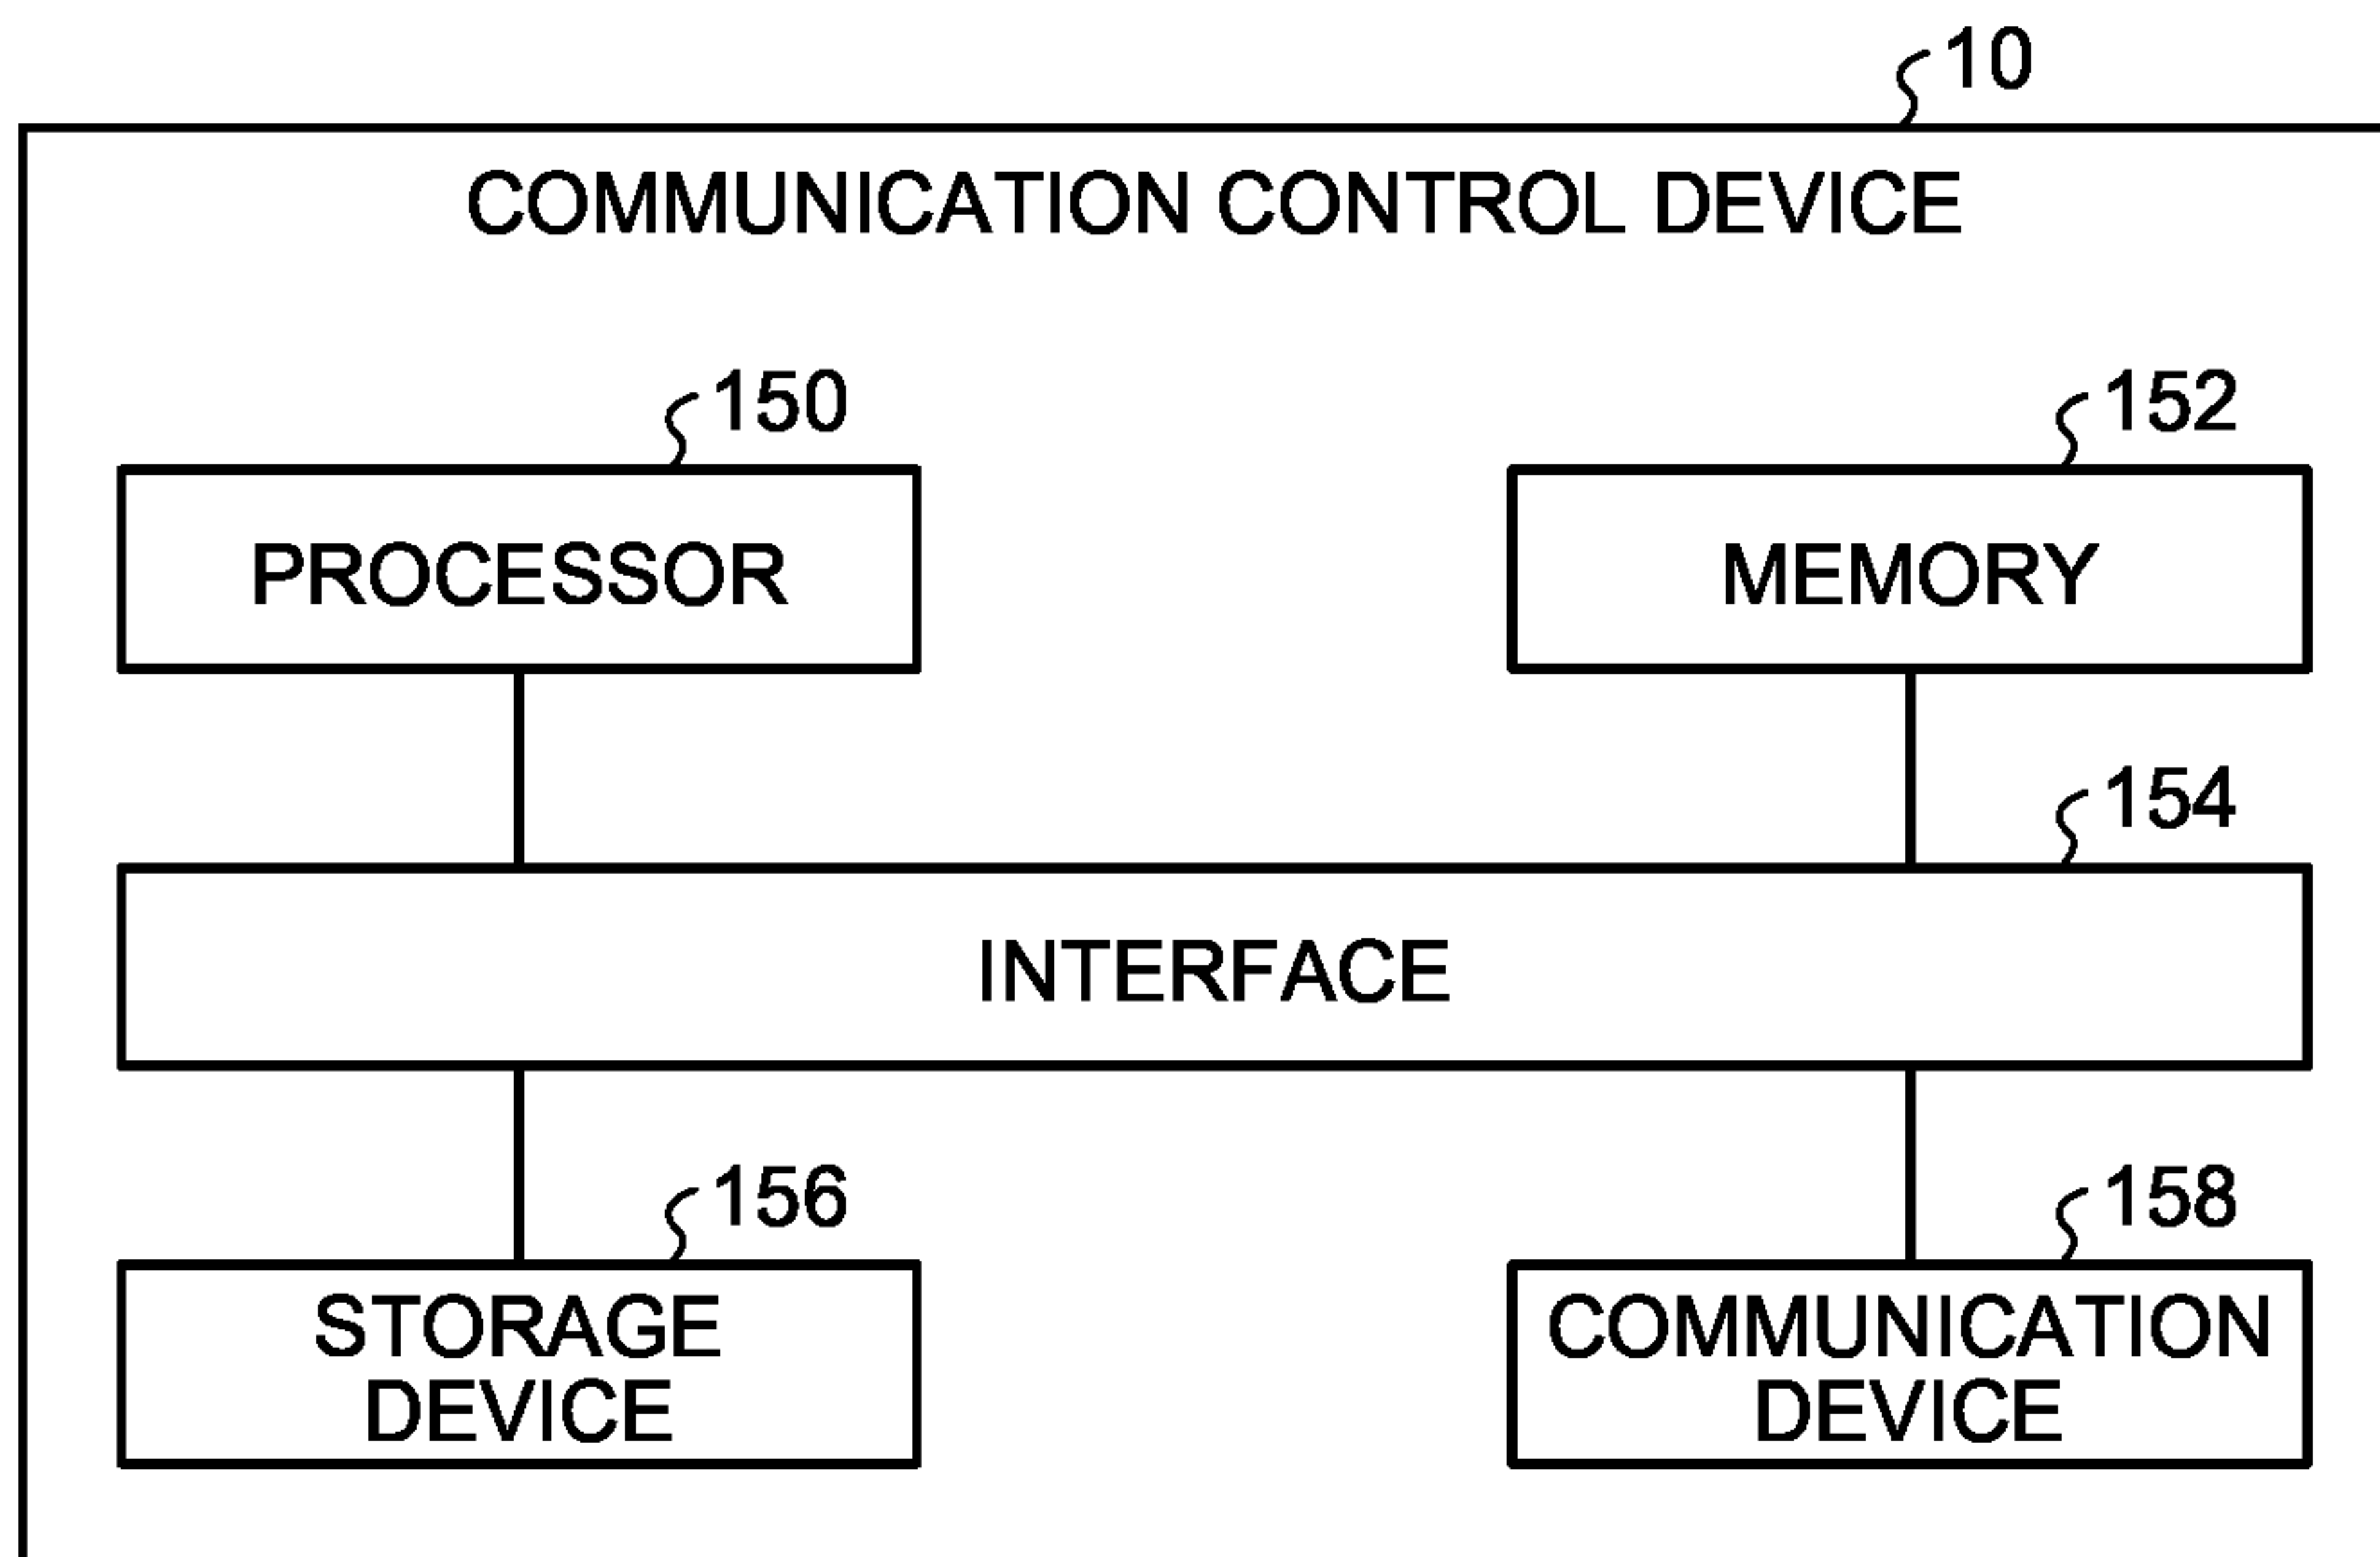 10
COMMUNICATION CONTROL DEVICE
150
152
PROCESSOR
MEMORY
154
INTERFACE
156
158
STORAGE
DEVICE
COMMUNICATION
DEVICE